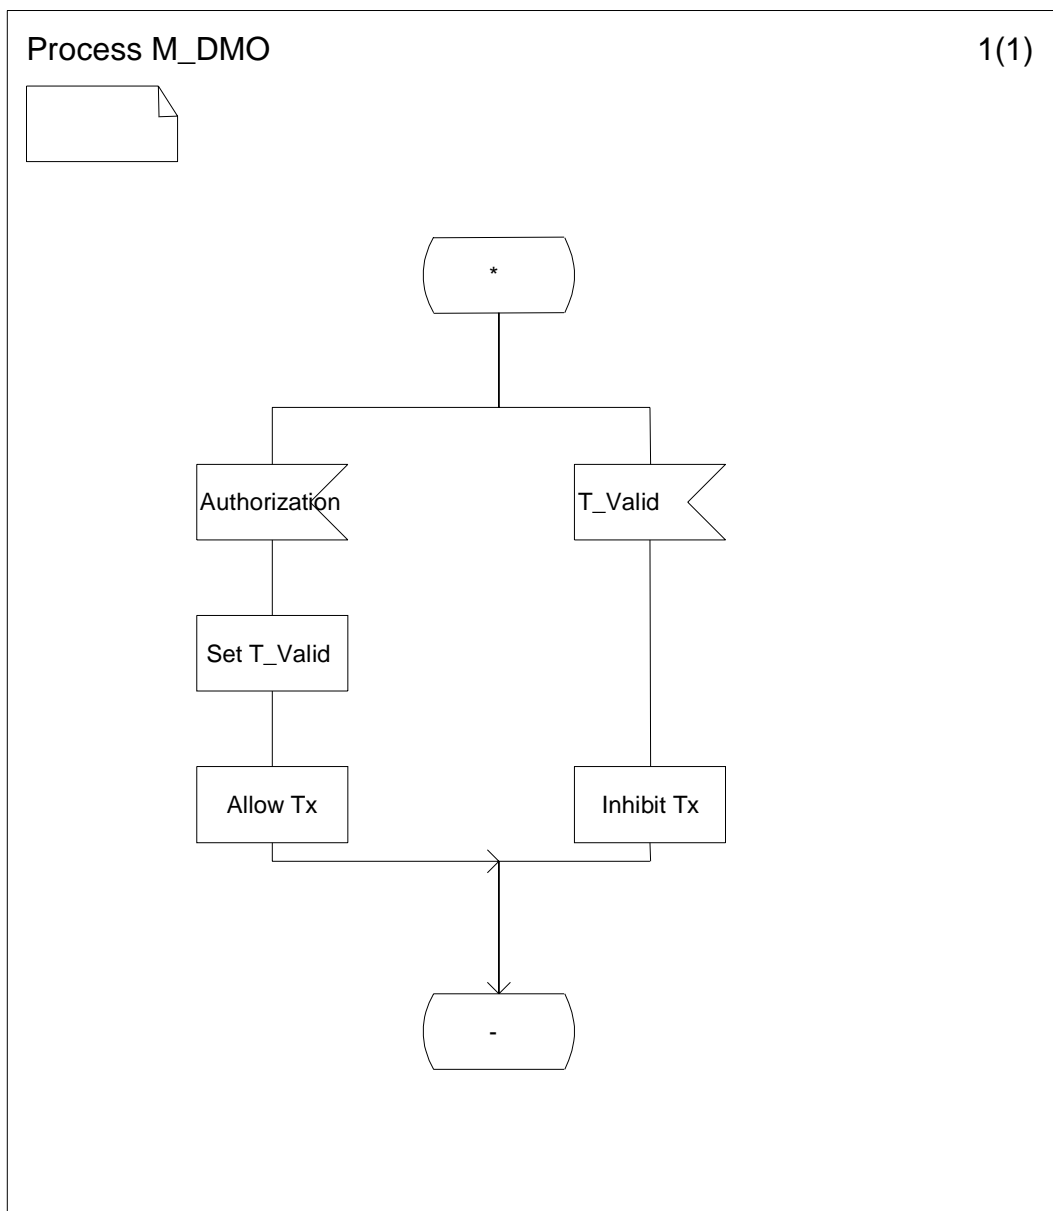 Process M_DMO 1(1)
*
Authorization
T_Valid
Set T_Valid
Allow Tx
Inhibit Tx
-